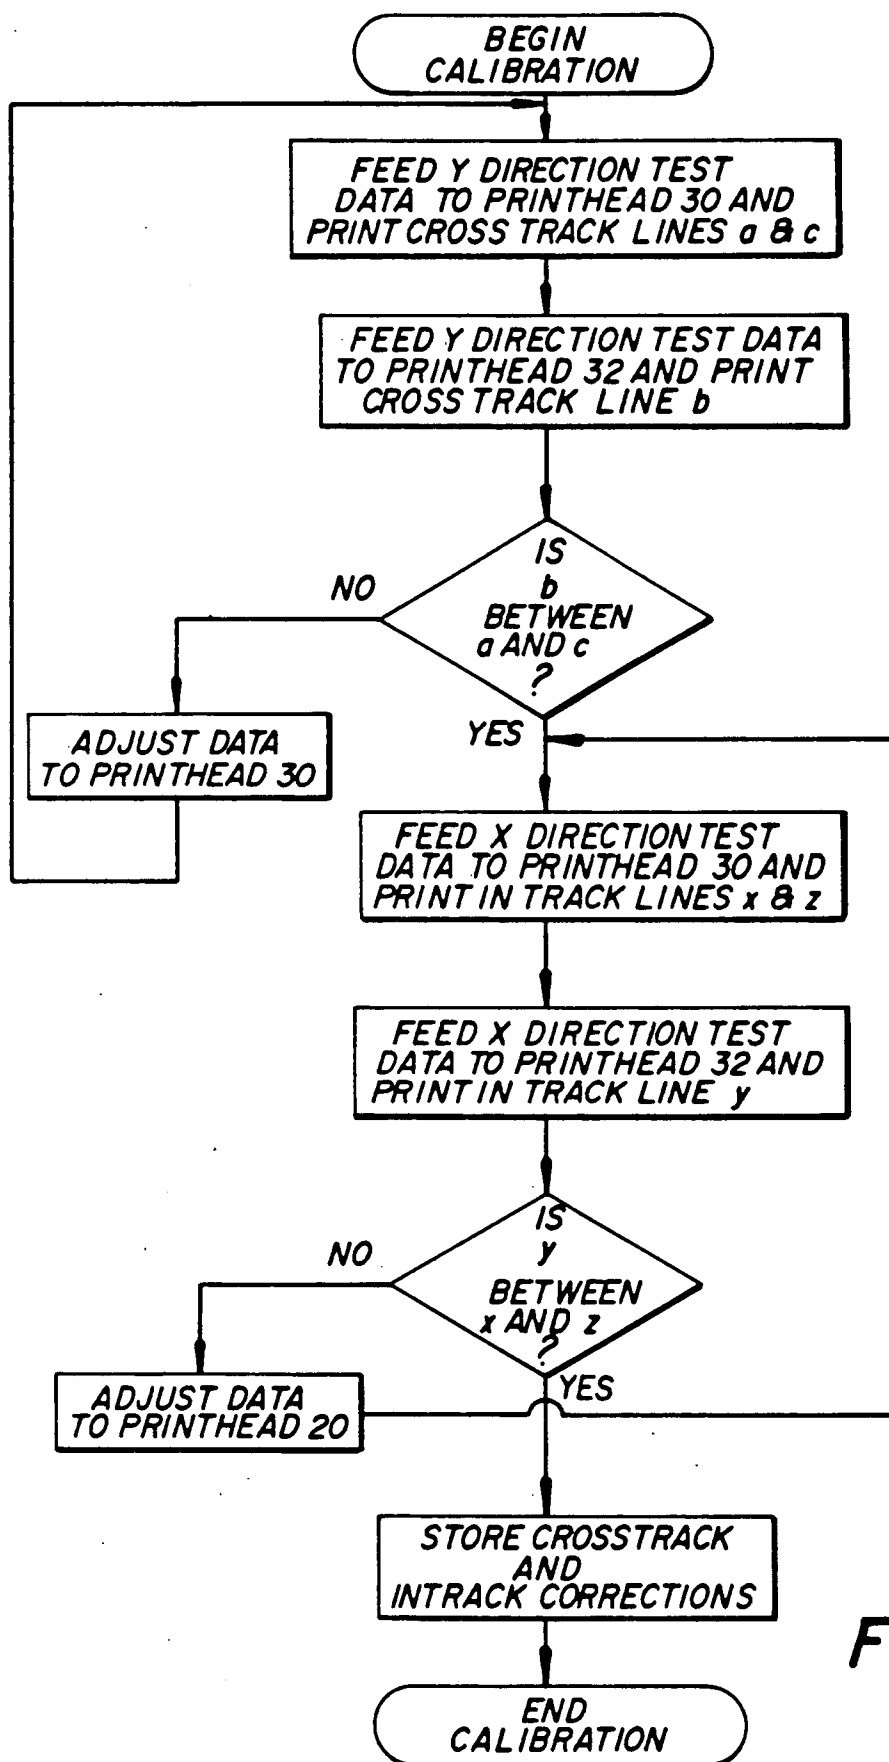 BEGIN
CALIBRATION
FEED Y DIRECTION TEST
DATA TO PRINTHEAD 30 AND
PRINT CROSS TRACK LINES a & c
FEED Y DIRECTION TEST DATA
TO PRINTHEAD 32 AND PRINT
CROSS TRACK LINE b
IS
b
BETWEEN
a AND c
?
NO
YES
ADJUST DATA
TO PRINTHEAD 30
FEED X DIRECTION TEST
DATA TO PRINTHEAD 30 AND
PRINT IN TRACK LINES x & z
FEED X DIRECTION TEST
DATA TO PRINTHEAD 32 AND
PRINT IN TRACK LINE y
IS
y
BETWEEN
x AND z
?
NO
YES
ADJUST DATA
TO PRINTHEAD 20
STORE CROSSTRACK
AND
INTRACK CORRECTIONS
F
END
CALIBRATION